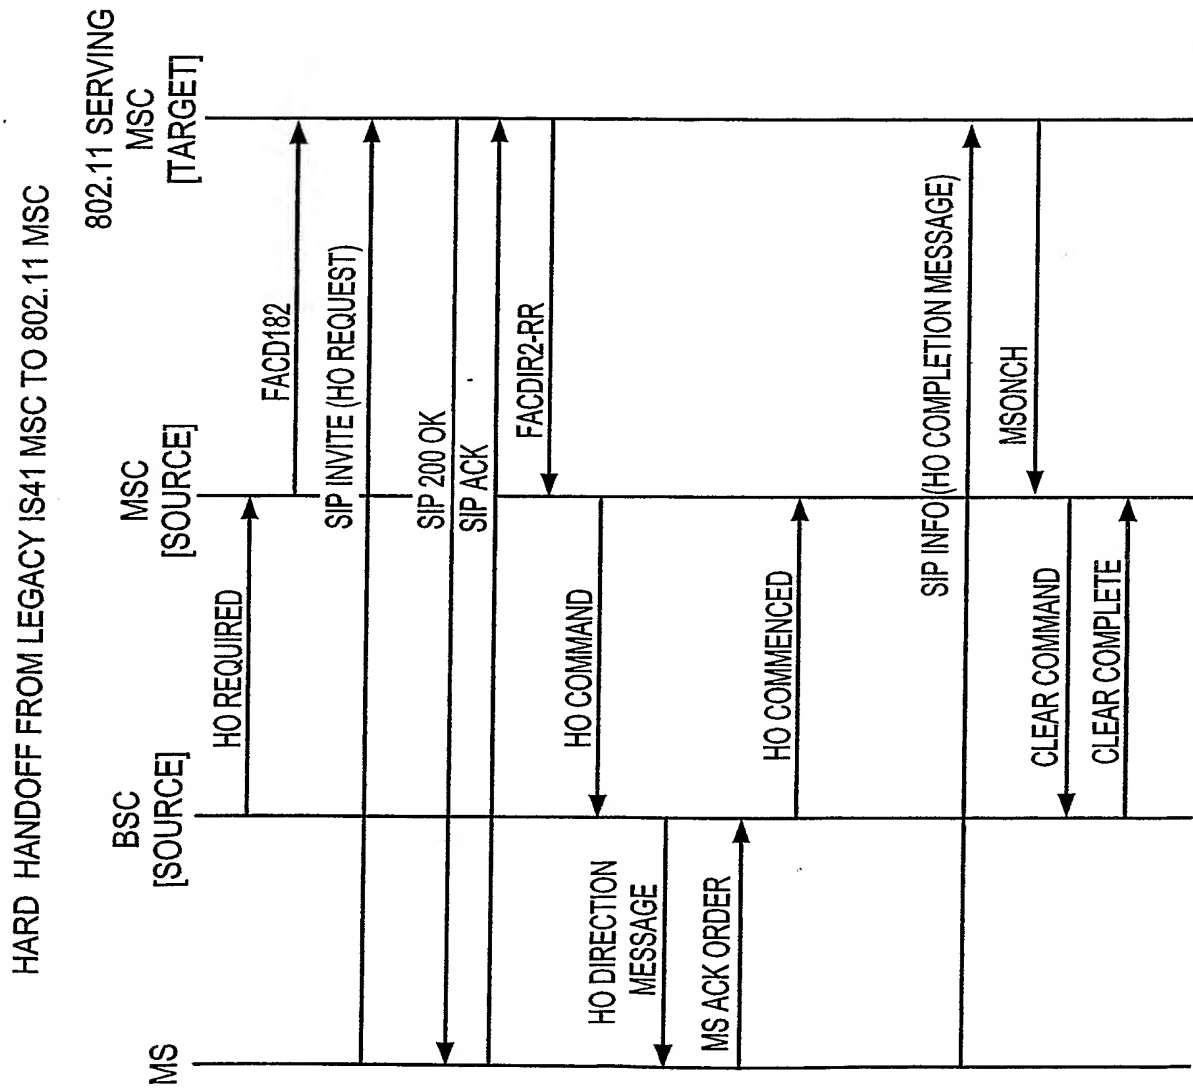 HARD HANDOFF FROM LEGACY IS41 MSC TO 802.11 MSC
MS
BSC
[SOURCE]
MSC
[SOURCE]
802.11 SERVING
MSC
[TARGET]
HO REQUIRED
FACD182
SIP INVITE (HO REQUEST)
SIP 200 OK
SIP ACK
FACDIR2-RR
HO COMMAND
HO DIRECTION
MESSAGE
MS ACK ORDER
HO COMMENCED
SIP INFO (HO COMPLETION MESSAGE)
MSONCH
CLEAR COMMAND
CLEAR COMPLETE